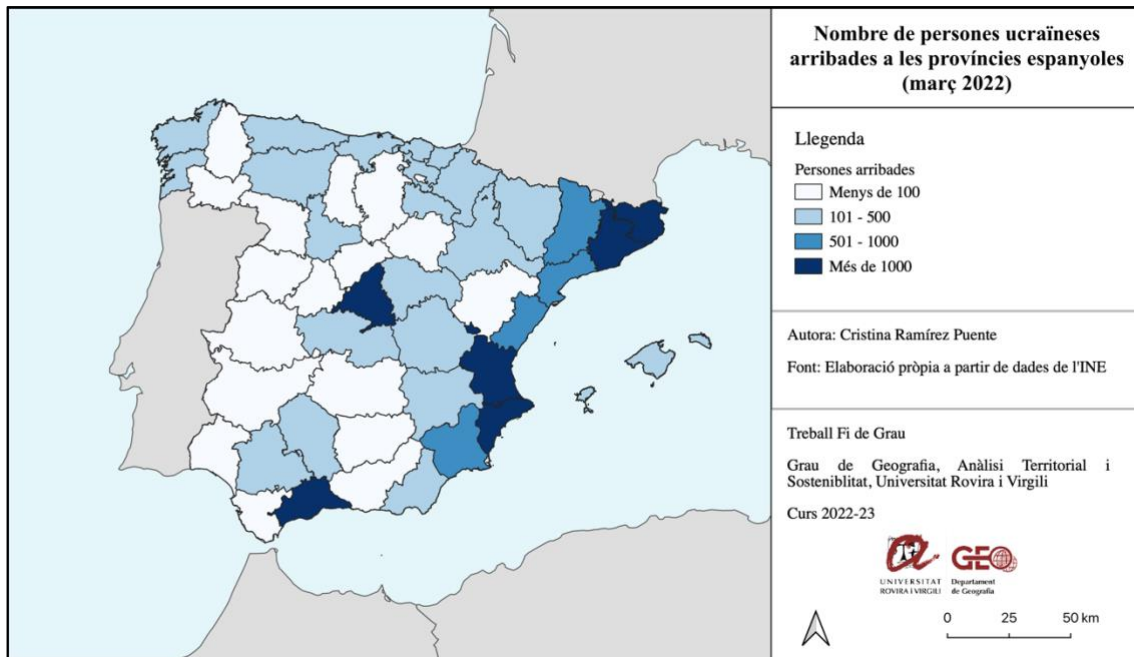 Nombre de persones ucraïneses
arribades a les províncies espanyoles
(març 2022)
Llegenda
Persones arribades
Menys de 100
101 - 500
501 - 1000
Més de 1000
Autora: Cristina Ramírez Puente
Font: Elaboració pròpia a partir de dades de l'INE
Treball Fi de Grau
Grau de Geografia, Anàlisi Territorial i
Sosteniblitat, Universitat Rovira i Virgili
Curs 2022-23
UNIVERSITAT
ROVIRA I VIRGILI
GEO
Departament
de Geografia
0 25 50 km